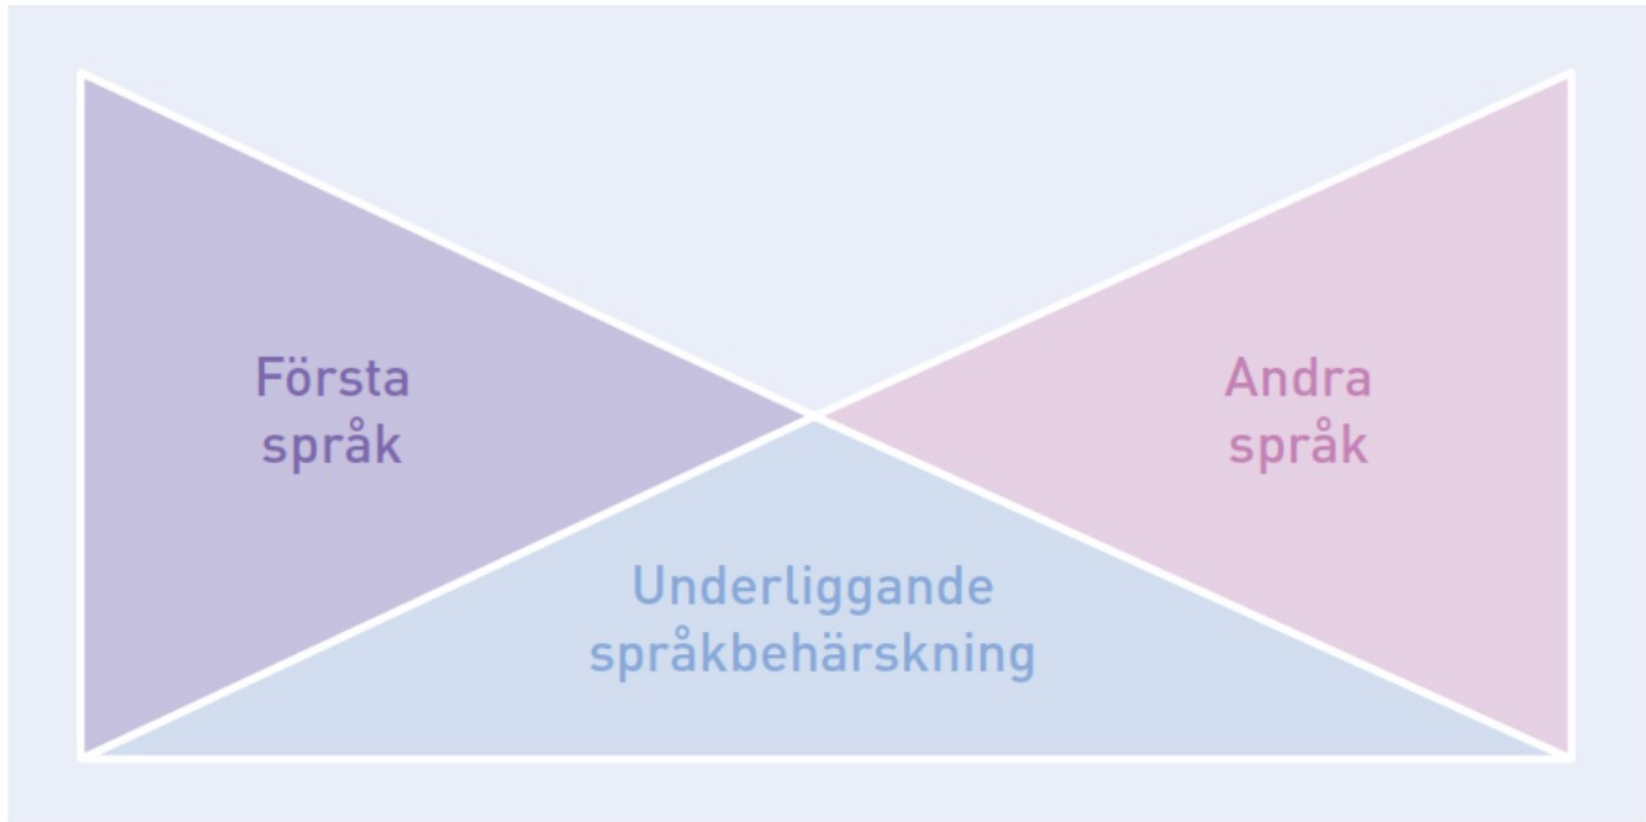 Första
språk
Andra
språk
Underliggande
språkbehärskning